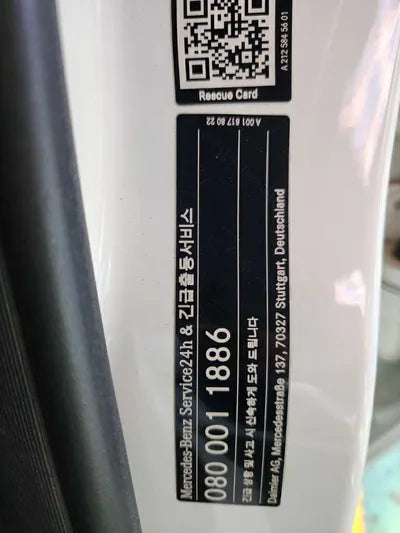 Rescue Card
A 212 584 56 01
A 001 817 80 22
Mercedes-Benz Service24h & 긴급출동서비스
080 001 1886
긴급 상황 및 사고 시 신속하게 도와 드립니다
Daimler AG, Mercedesstraße 137, 70327 Stuttgart, Deutschland